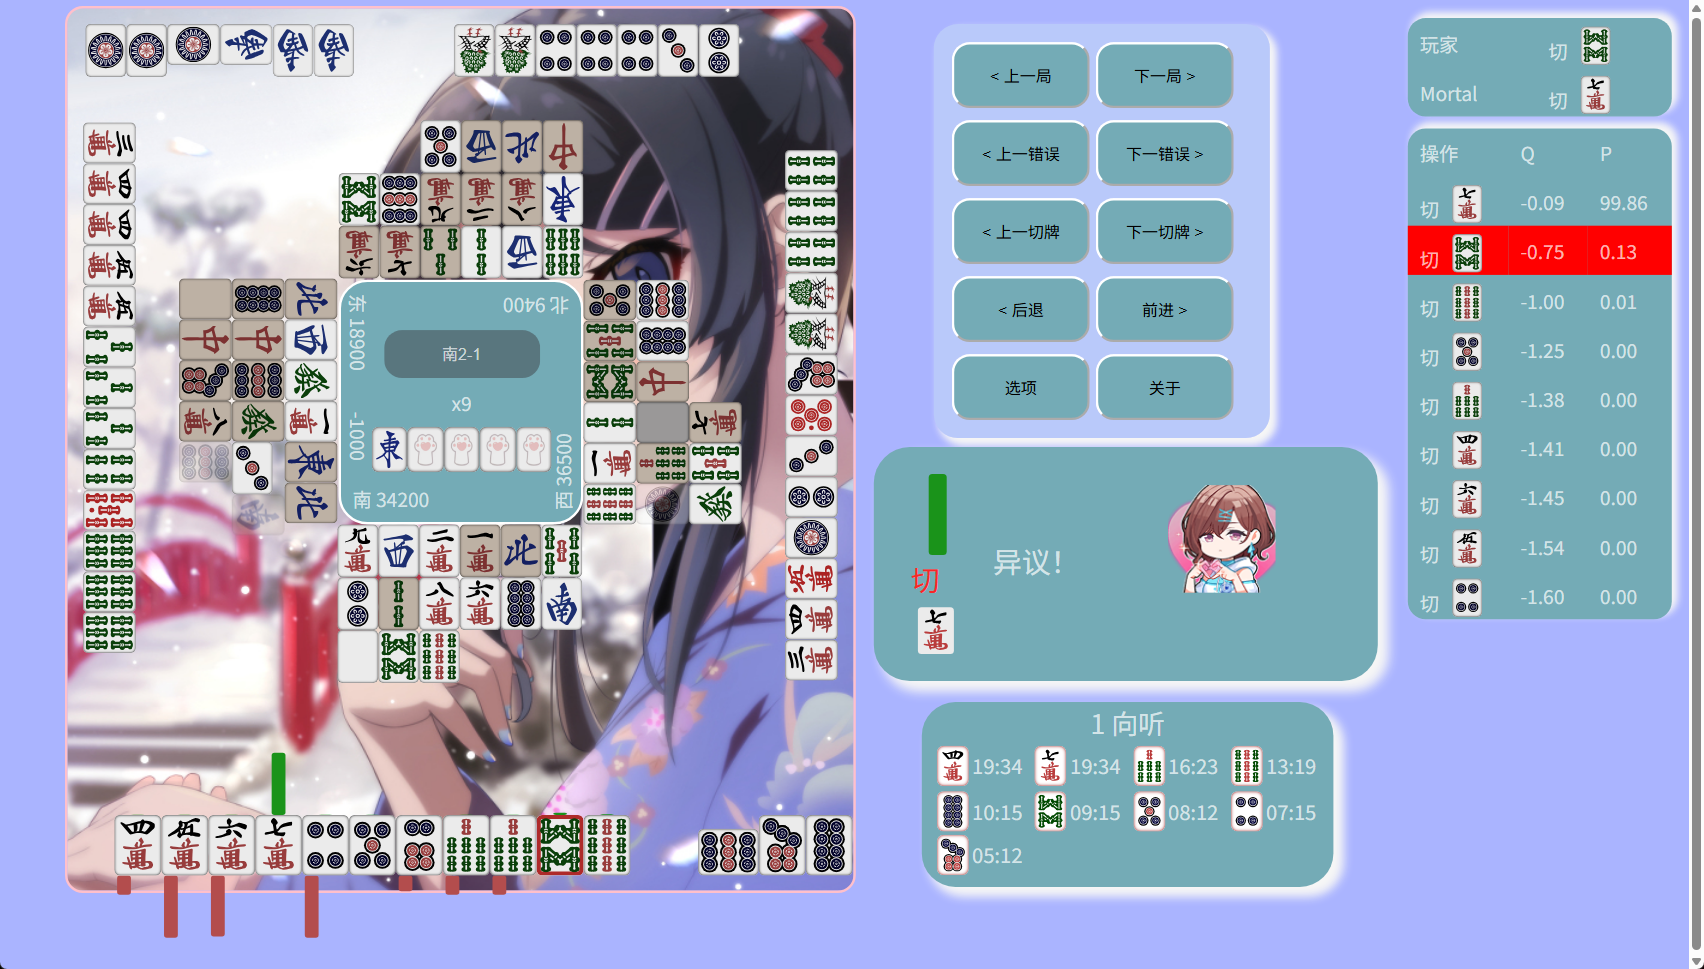 东 18900
北 9400
南2-1
x9
-1000
南 34200
西 36500
< 上一局
下一局 >
< 上一错误
下一错误 >
< 上一切牌
下一切牌 >
< 后退
前进 >
选项
关于
切
异议！
1 向听
19:34
19:34
16:23
13:19
10:15
09:15
08:12
07:15
05:12
玩家 切
Mortal 切
操作 Q P
切 -0.09 99.86
切 -0.75 0.13
切 -1.00 0.01
切 -1.25 0.00
切 -1.38 0.00
切 -1.41 0.00
切 -1.45 0.00
切 -1.54 0.00
切 -1.60 0.00